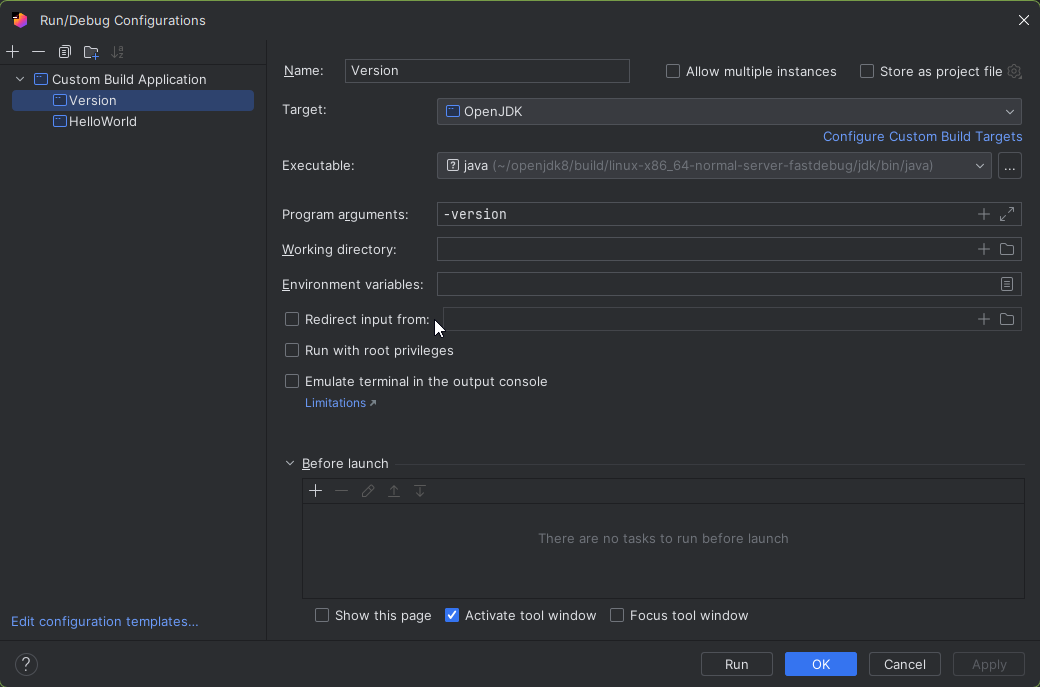 Run/Debug Configurations
Custom Build Application
Version
HelloWorld
Edit configuration templates...
Name: Version
Allow multiple instances
Store as project file
Target: OpenJDK
Configure Custom Build Targets
Executable: java (~/openjdk8/build/linux-x86_64-normal-server-fastdebug/jdk/bin/java)
...
Program arguments: -version
Working directory:
Environment variables:
Redirect input from:
Run with root privileges
Emulate terminal in the output console
Limitations ↗
Before launch
There are no tasks to run before launch
Show this page
Activate tool window
Focus tool window
?
Run
OK
Cancel
Apply